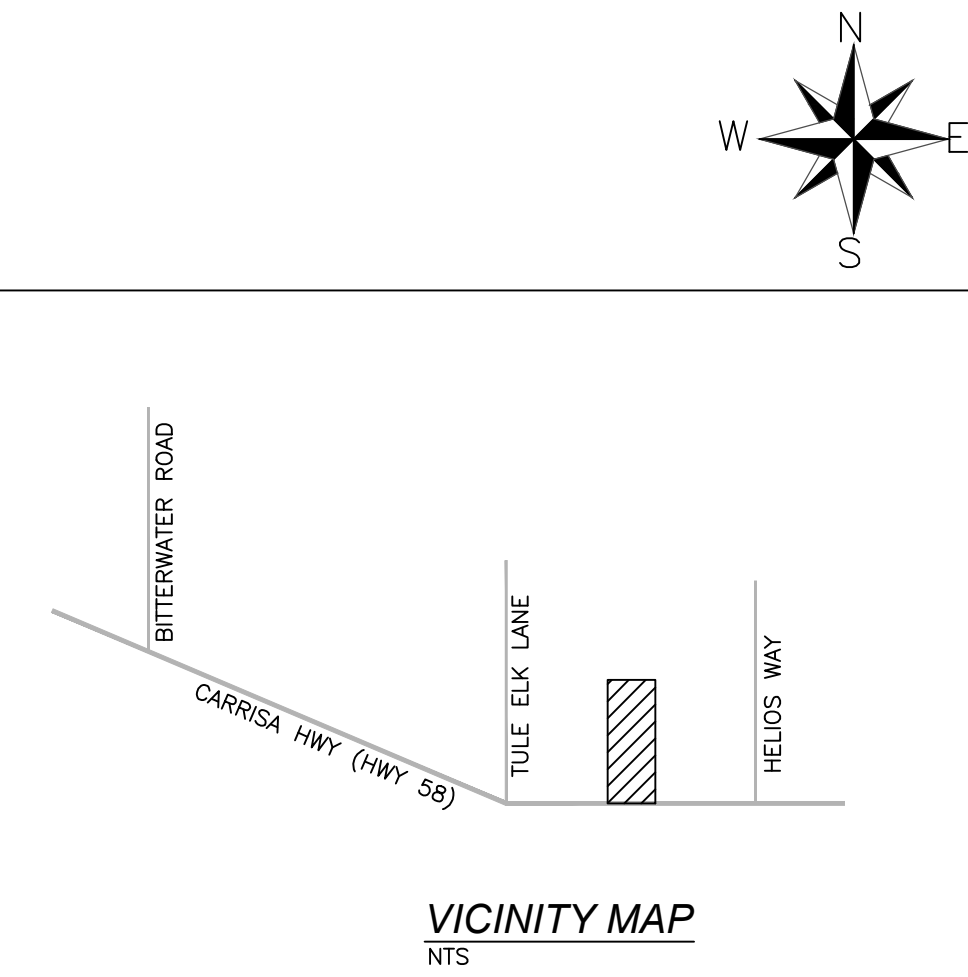 N
W
E
S
BITTERWATER ROAD
CARRISA HWY (HWY 58)
TULE ELK LANE
HELIOS WAY
VICINITY MAP
NTS